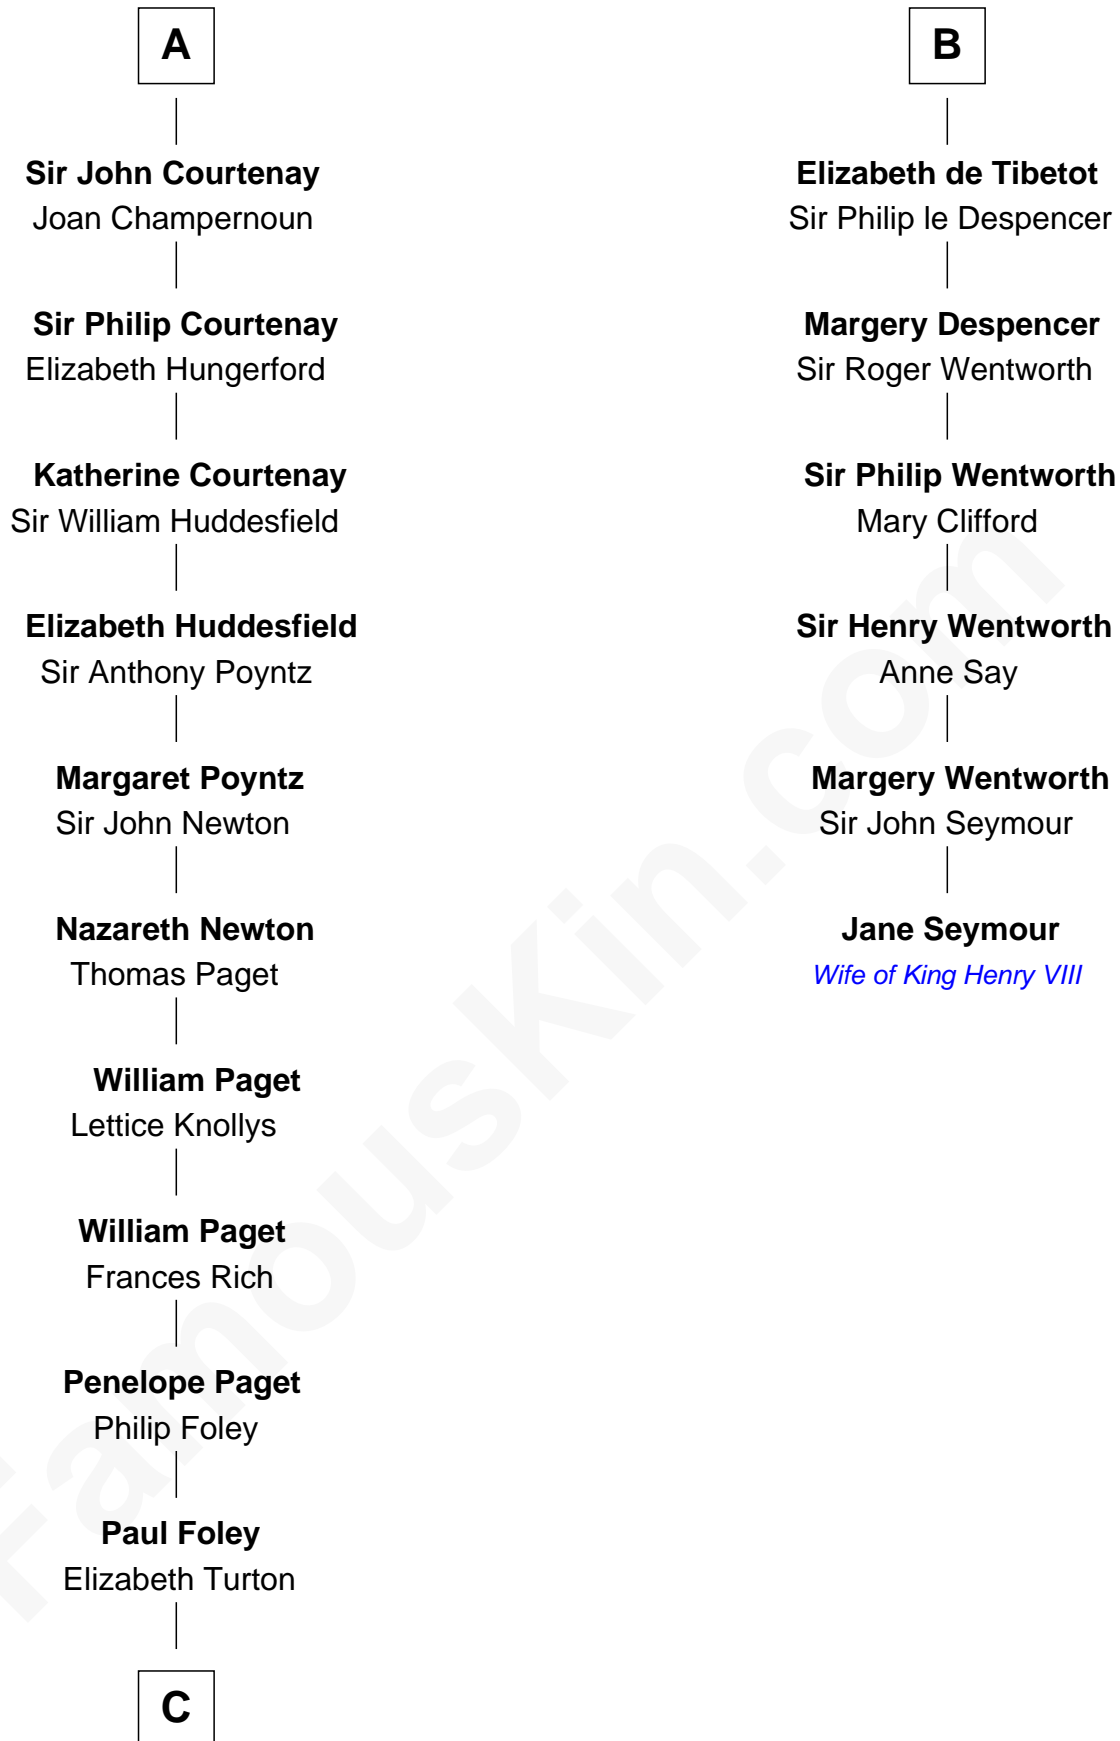 A
Sir John Courtenay
Joan Champernoun
Sir Philip Courtenay
Elizabeth Hungerford
Katherine Courtenay
Sir William Huddesfield
Elizabeth Huddesfield
Sir Anthony Poyntz
Margaret Poyntz
Sir John Newton
Nazareth Newton
Thomas Paget
William Paget
Lettice Knollys
William Paget
Frances Rich
Penelope Paget
Philip Foley
Paul Foley
Elizabeth Turton
C
B
Elizabeth de Tibetot
Sir Philip le Despencer
Margery Despencer
Sir Roger Wentworth
Sir Philip Wentworth
Mary Clifford
Sir Henry Wentworth
Anne Say
Margery Wentworth
Sir John Seymour
Jane Seymour
Wife of King Henry VIII
FamousKin.com